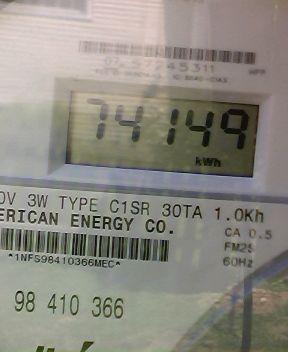 74149
kWh
0V 3W TYPE C1SR 30TA 1.0Kh
ERICAN ENERGY CO.
CA 0.5
FM2S
60Hz
*1NFS98410366MEC*
98 410 366